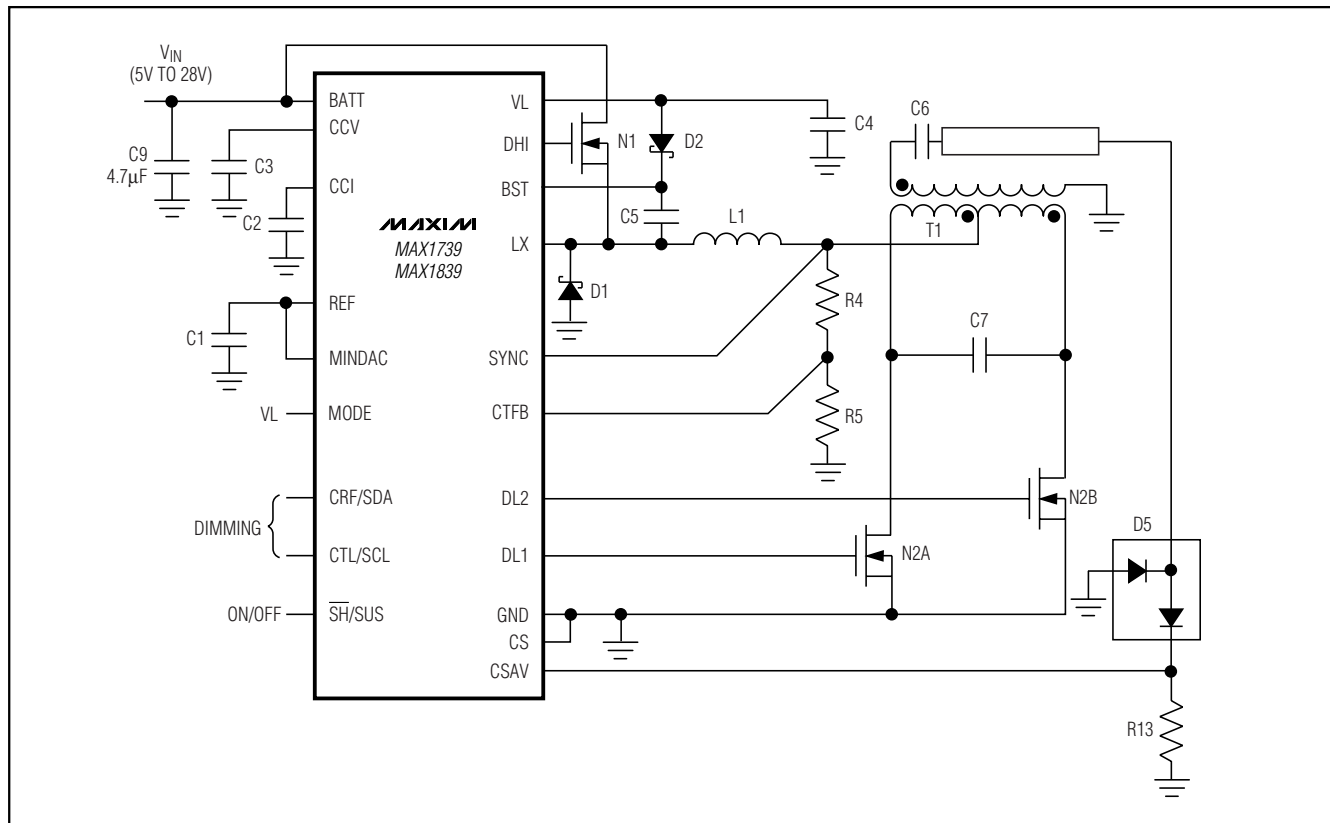 VIN
(5V TO 28V)
BATT
CCV
CCI
REF
MINDAC
MODE
CRF/SDA
CTL/SCL
SH/SUS
VL
DHI
BST
LX
SYNC
CTFB
DL2
DL1
GND
CS
CSAV
MAXIM
MAX1739
MAX1839
C9
4.7µF
C3
C2
C1
VL
DIMMING
ON/OFF
N1
D2
C4
C5
L1
D1
R4
R5
C6
T1
C7
N2B
N2A
D5
R13